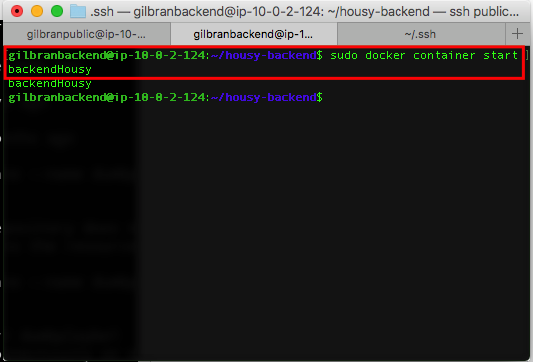 .ssh — gilbranbackend@ip-10-0-2-124: ~/housy-backend — ssh public...
gilbranpublic@ip-10-...
gilbranbackend@ip-1...
~/.ssh
gilbranbackend@ip-10-0-2-124:~/housy-backend$ sudo docker container start
backendHousy
backendHousy
gilbranbackend@ip-10-0-2-124:~/housy-backend$